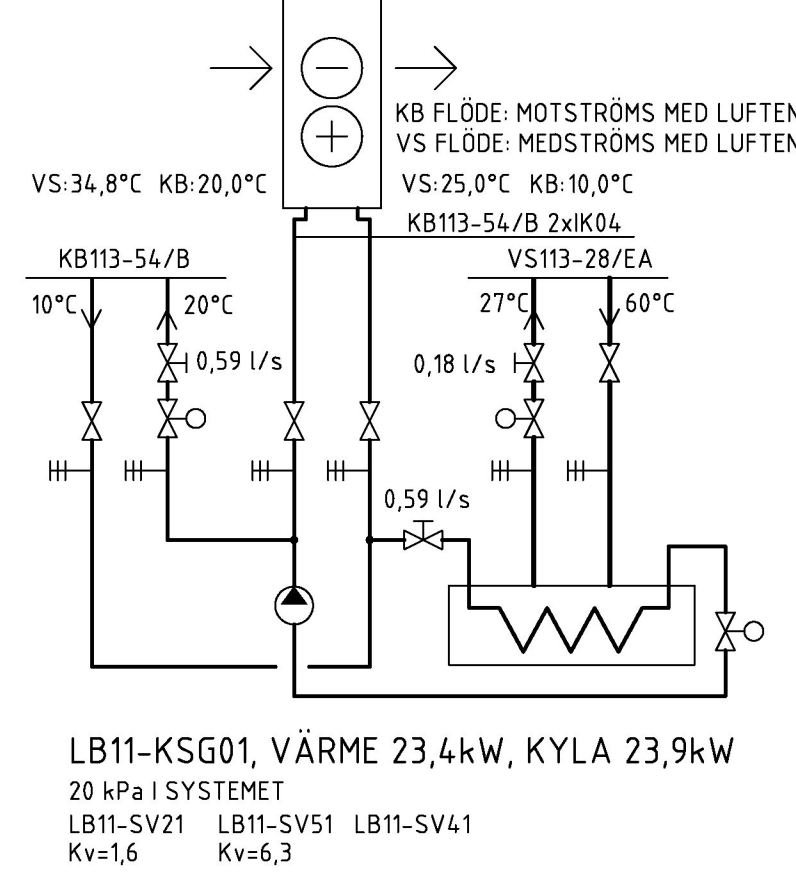 KB FLÖDE: MOTSTRÖMS MED LUFTEN
VS FLÖDE: MEDSTRÖMS MED LUFTEN
VS:34,8°C KB:20,0°C
VS:25,0°C KB:10,0°C
KB113-54/B 2xIK04
KB113-54/B
VS113-28/EA
10°C
20°C
27°C
60°C
0,59 l/s
0,18 l/s
0,59 l/s
LB11-KSG01, VÄRME 23,4kW, KYLA 23,9kW
20 kPa I SYSTEMET
LB11-SV21 LB11-SV51 LB11-SV41
Kv=1,6 Kv=6,3